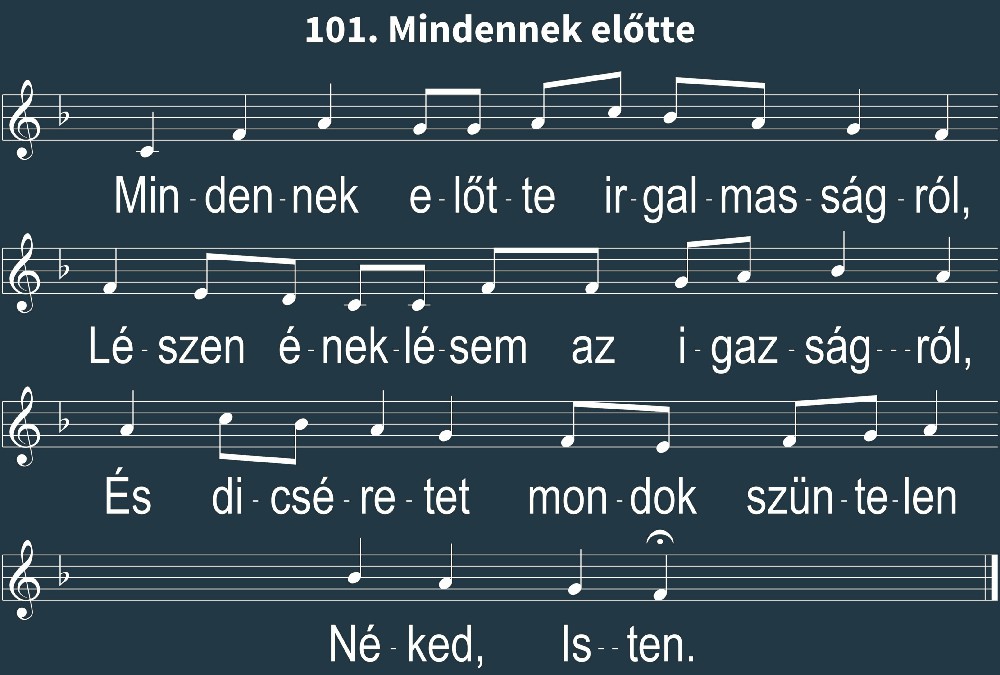 101. Mindennek előtte
Min - den - nek e - lőt - te ir - gal - mas - ság - ról,
Lé - szen é - nek - lé - sem az i - gaz - ság - - - ról,
És di - csé - re - tet mon - dok szün - te - len
Né - ked, Is - - ten.